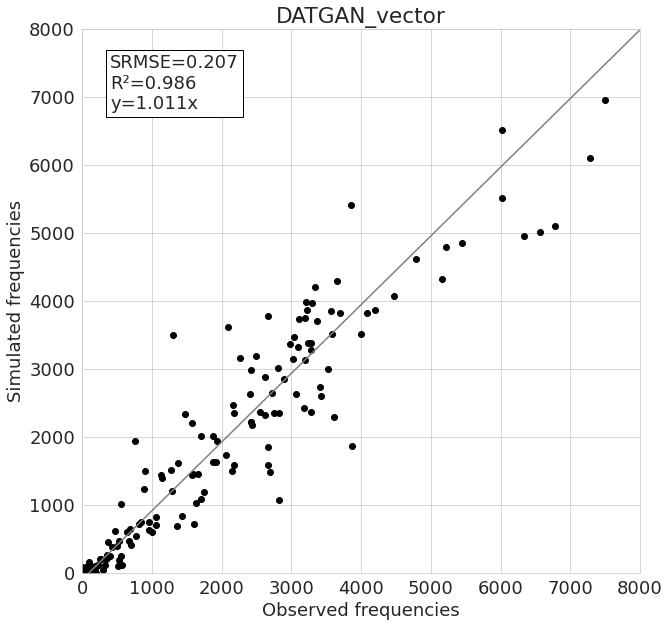 DATGAN_vector
8000
7000
6000
5000
4000
3000
2000
1000
0
SRMSE=0.207
R²=0.986
y=1.011x
Simulated frequencies
0 1000 2000 3000 4000 5000 6000 7000 8000
Observed frequencies